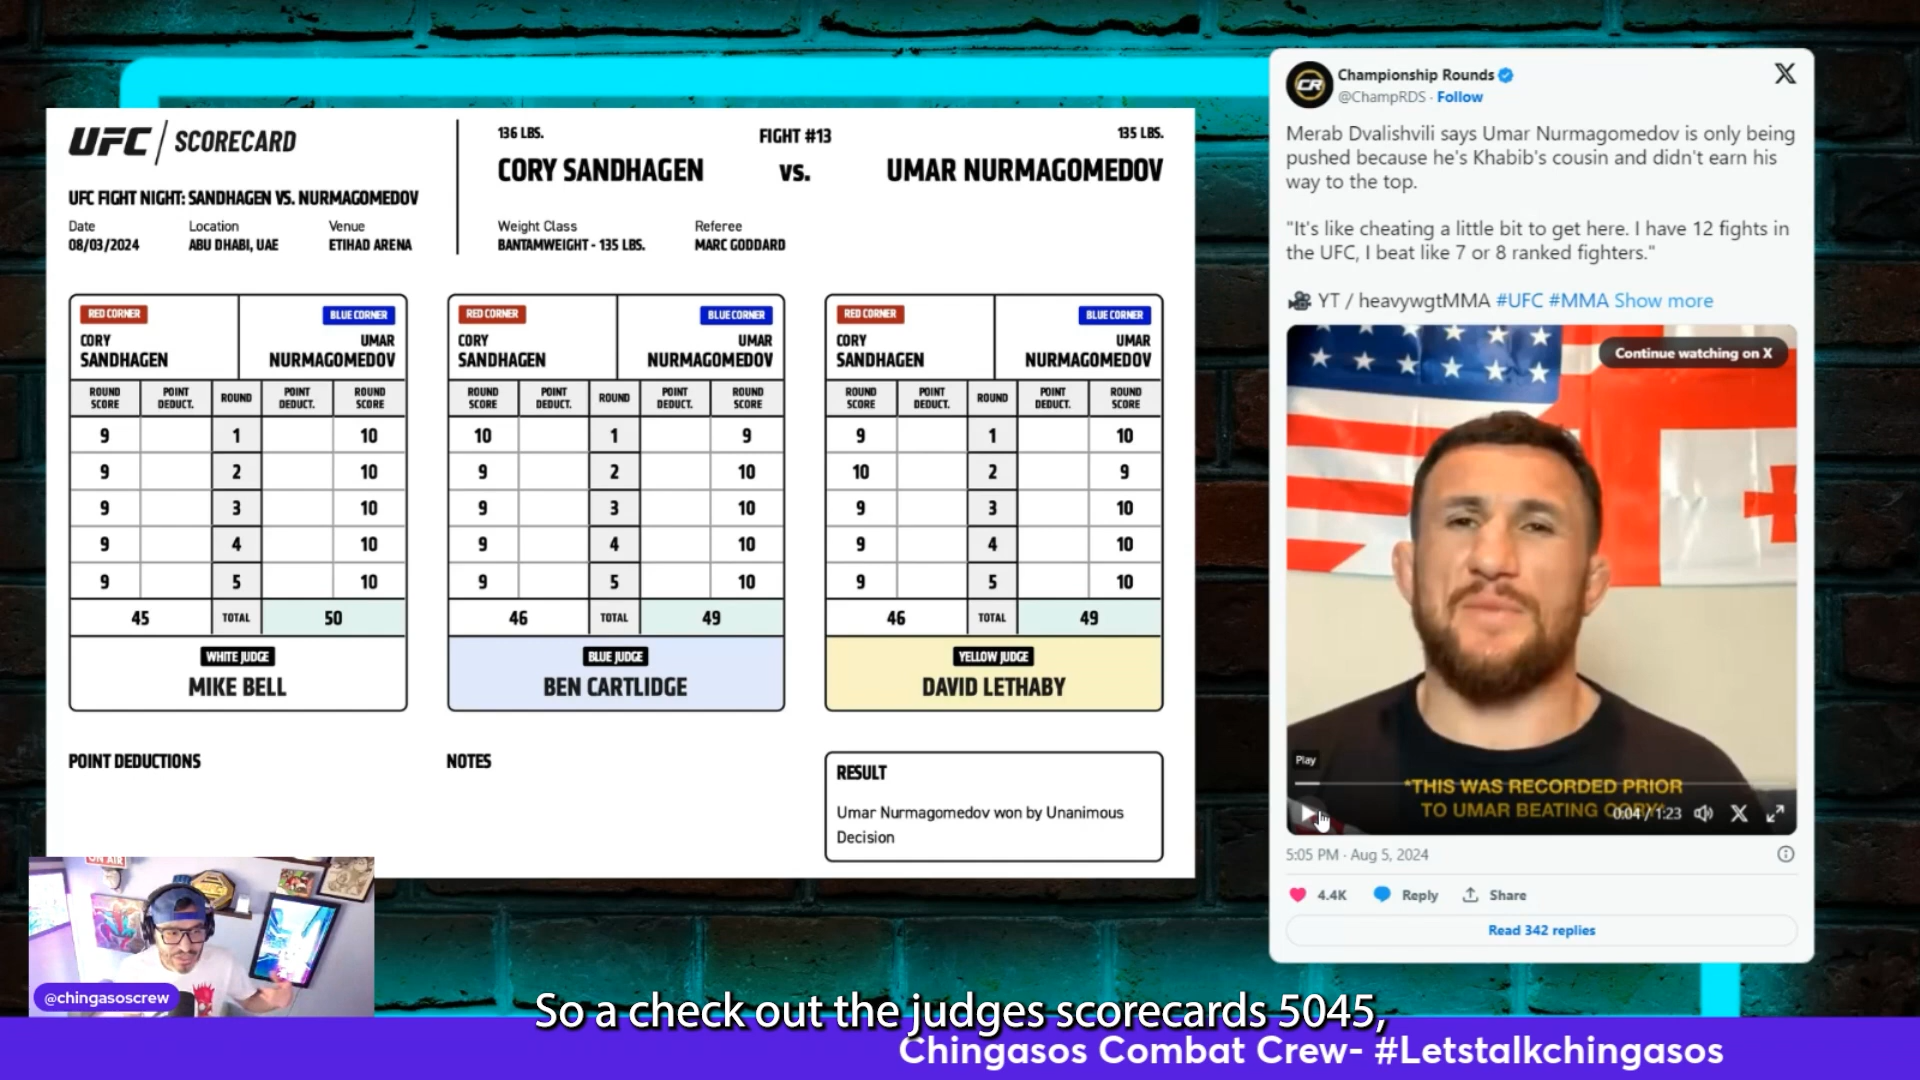 UFC / SCORECARD
UFC FIGHT NIGHT: SANDHAGEN VS. NURMAGOMEDOV
Date Location Venue
08/03/2024 ABU DHABI, UAE ETIHAD ARENA
136 LBS. FIGHT #13 135 LBS.
CORY SANDHAGEN VS. UMAR NURMAGOMEDOV
Weight Class Referee
BANTAMWEIGHT - 135 LBS. MARC GODDARD
RED CORNER BLUE CORNER
CORY UMAR
SANDHAGEN NURMAGOMEDOV
ROUND POINT ROUND POINT ROUND
SCORE DEDUCT. DEDUCT. SCORE
9 1 10
9 2 10
9 3 10
9 4 10
9 5 10
45 TOTAL 50
WHITE JUDGE
MIKE BELL
RED CORNER BLUE CORNER
CORY UMAR
SANDHAGEN NURMAGOMEDOV
ROUND POINT ROUND POINT ROUND
SCORE DEDUCT. DEDUCT. SCORE
10 1 9
9 2 10
9 3 10
9 4 10
9 5 10
46 TOTAL 49
BLUE JUDGE
BEN CARTLIDGE
RED CORNER BLUE CORNER
CORY UMAR
SANDHAGEN NURMAGOMEDOV
ROUND POINT ROUND POINT ROUND
SCORE DEDUCT. DEDUCT. SCORE
9 1 10
10 2 9
9 3 10
9 4 10
9 5 10
46 TOTAL 49
YELLOW JUDGE
DAVID LETHABY
POINT DEDUCTIONS
NOTES
RESULT
Umar Nurmagomedov won by Unanimous
Decision
CR
Championship Rounds
@ChampRDS · Follow
Merab Dvalishvili says Umar Nurmagomedov is only being
pushed because he's Khabib's cousin and didn't earn his
way to the top.
"It's like cheating a little bit to get here. I have 12 fights in
the UFC, I beat like 7 or 8 ranked fighters."
YT / heavywgtMMA #UFC #MMA Show more
Continue watching on X
Play
*THIS WAS RECORDED PRIOR
TO UMAR BEATING CORY*
0:04 / 1:23
5:05 PM · Aug 5, 2024
4.4K Reply Share
Read 342 replies
ON AIR
@chingasoscrew
So a check out the judges scorecards 5045,
Chingasos Combat Crew- #Letstalkchingasos